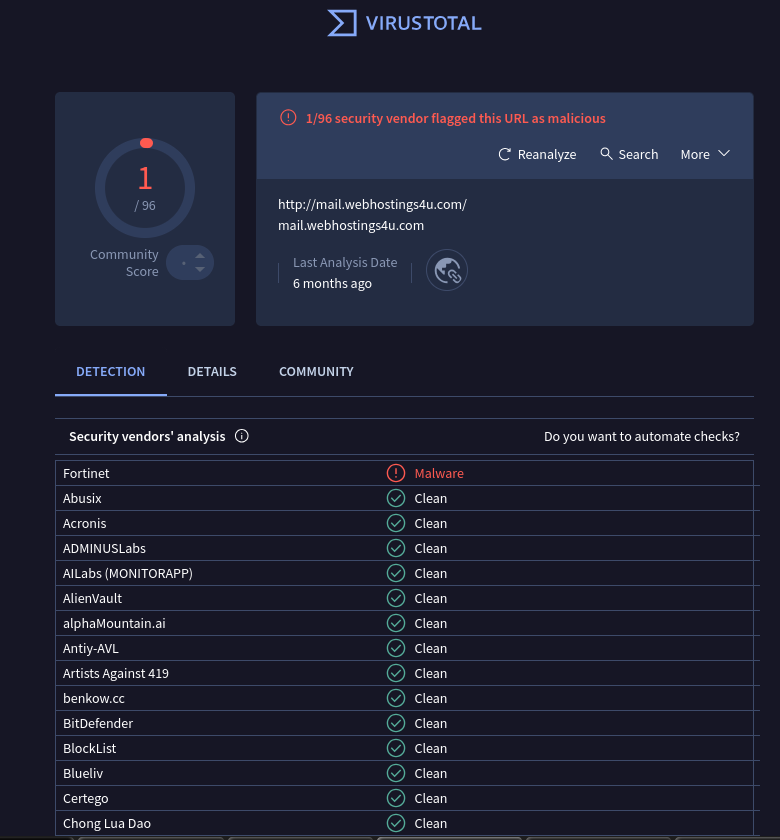 VIRUSTOTAL
1
/ 96
Community
Score
1/96 security vendor flagged this URL as malicious
Reanalyze Search More
http://mail.webhostings4u.com/
mail.webhostings4u.com
Last Analysis Date
6 months ago
DETECTION DETAILS COMMUNITY
Security vendors' analysis Do you want to automate checks?
Fortinet Malware
Abusix Clean
Acronis Clean
ADMINUSLabs Clean
AILabs (MONITORAPP) Clean
AlienVault Clean
alphaMountain.ai Clean
Antiy-AVL Clean
Artists Against 419 Clean
benkow.cc Clean
BitDefender Clean
BlockList Clean
Blueliv Clean
Certego Clean
Chong Lua Dao Clean